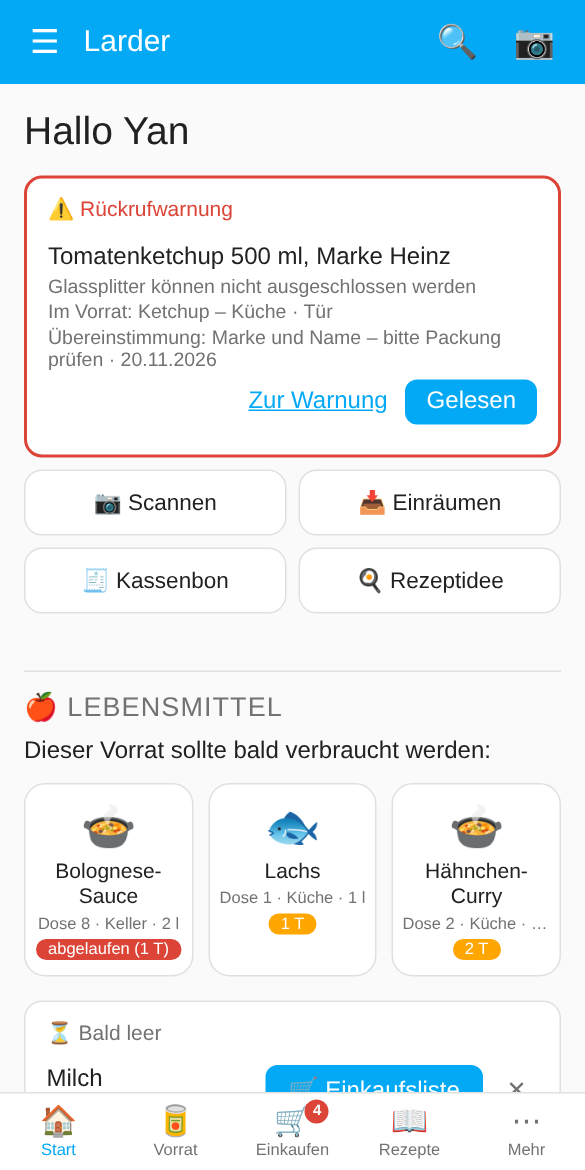 Larder
Hallo Yan
Rückrufwarnung
Tomatenketchup 500 ml, Marke Heinz
Glassplitter können nicht ausgeschlossen werden
Im Vorrat: Ketchup – Küche · Tür
Übereinstimmung: Marke und Name – bitte Packung
prüfen · 20.11.2026
Zur Warnung Gelesen
Scannen Einräumen
Kassenbon Rezeptidee
LEBENSMITTEL
Dieser Vorrat sollte bald verbraucht werden:
Bolognese-
Sauce
Dose 8 · Keller · 2 l
abgelaufen (1 T)
Lachs
Dose 1 · Küche · 1 l
1 T
Hähnchen-
Curry
Dose 2 · Küche · …
2 T
Bald leer
Milch
Einkaufsliste
4
Start Vorrat Einkaufen Rezepte Mehr